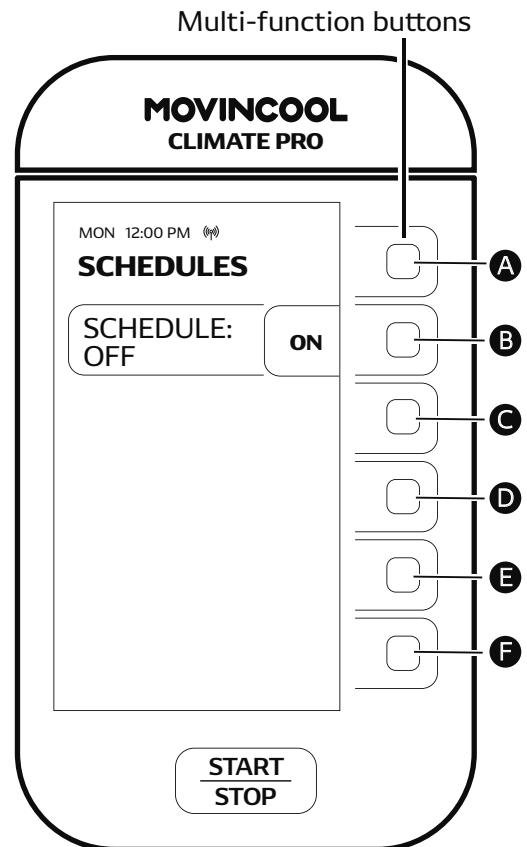 Multi-function buttons
MOVINCOOL
CLIMATE PRO
MON 12:00 PM
SCHEDULES
SCHEDULE:
OFF
ON
A
B
C
D
E
F
START
STOP